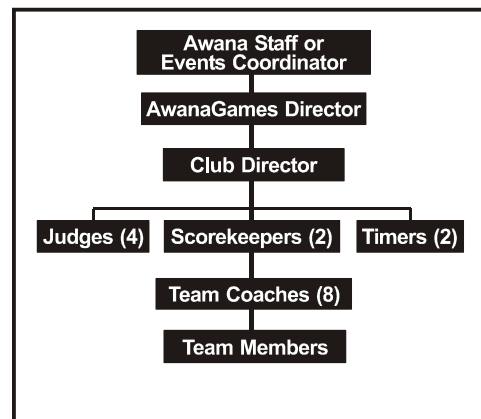 Awana Staff or
Events Coordinator
AwanaGames Director
Club Director
Judges (4)
Scorekeepers (2)
Timers (2)
Team Coaches (8)
Team Members